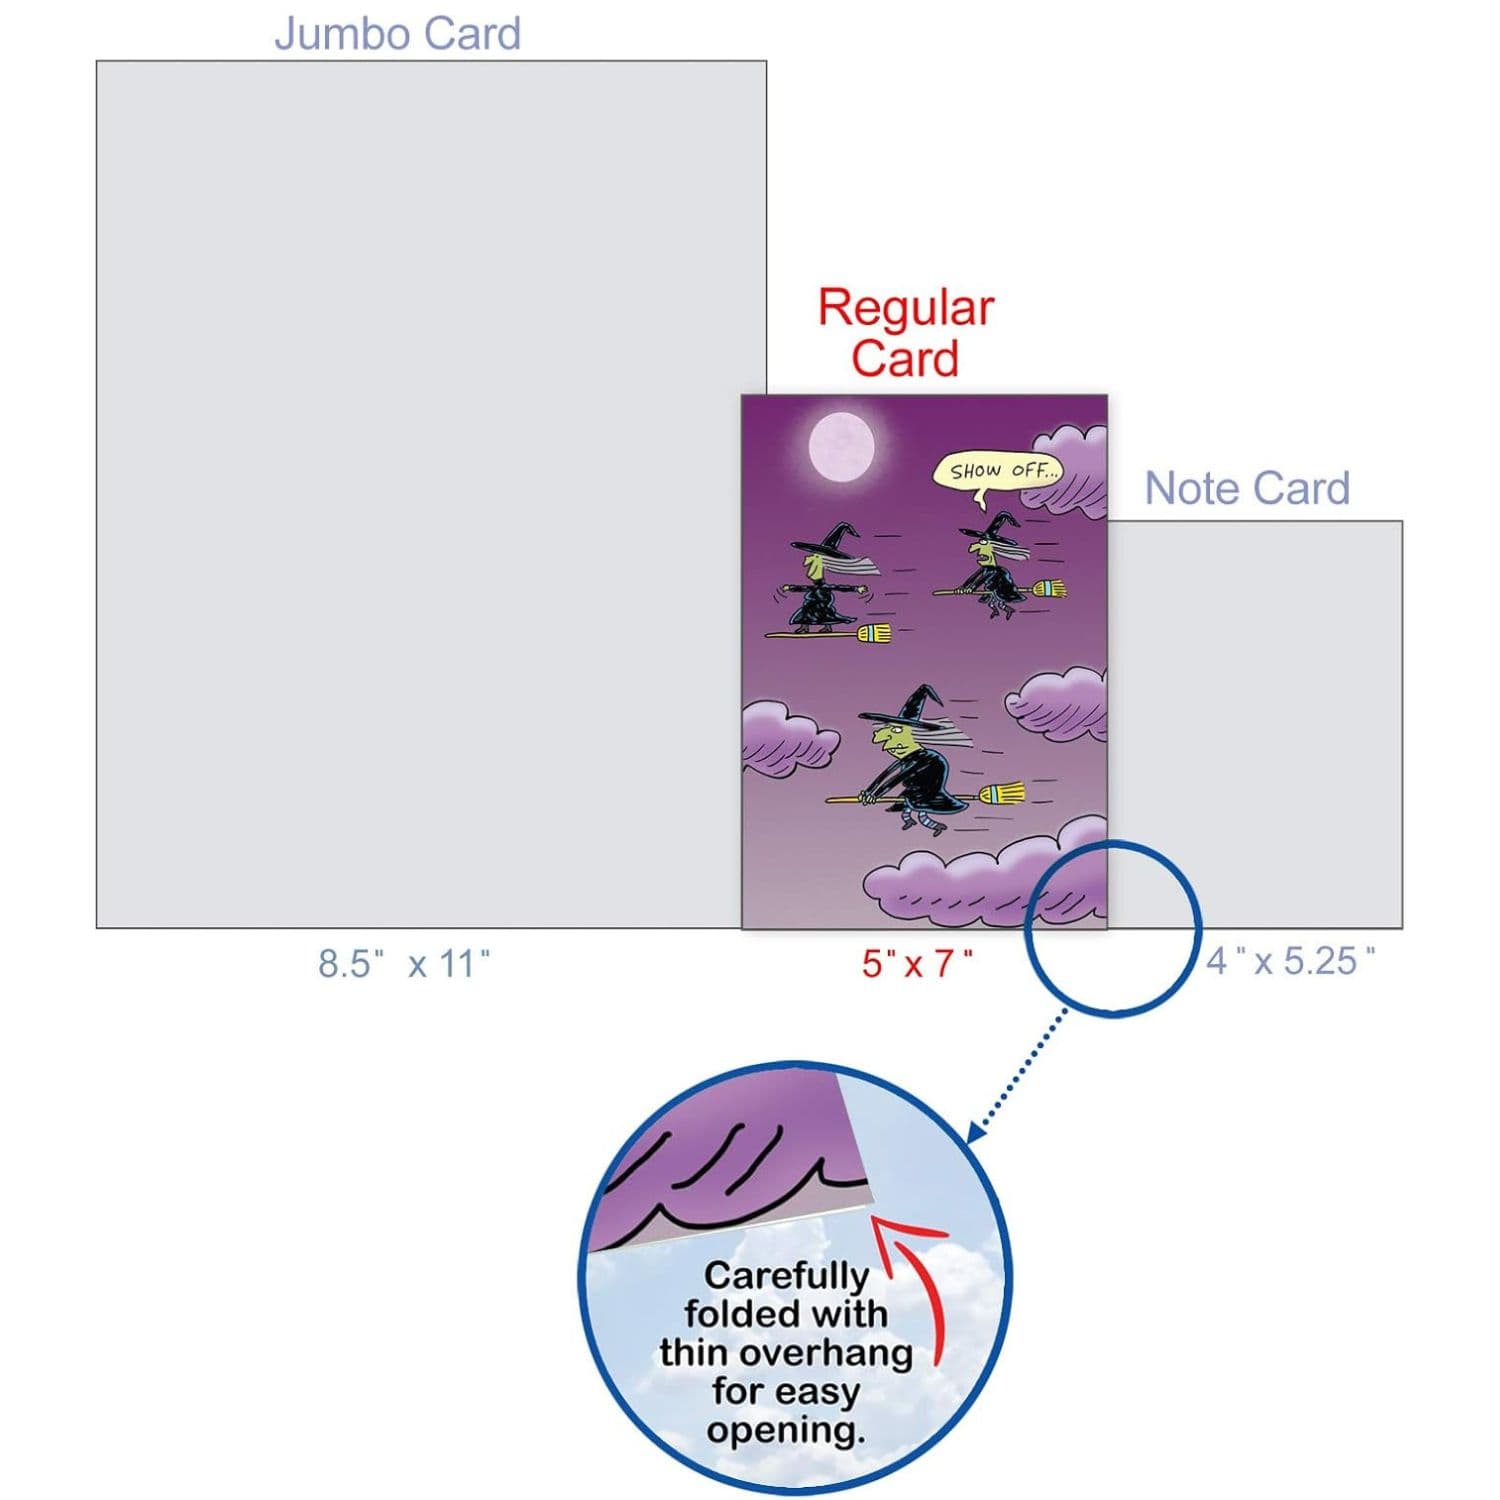 Jumbo Card
Regular
Card
SHOW OFF...
Note Card
8.5" x 11"
5" x 7"
4" x 5.25"
Carefully
folded with
thin overhang
for easy
opening.